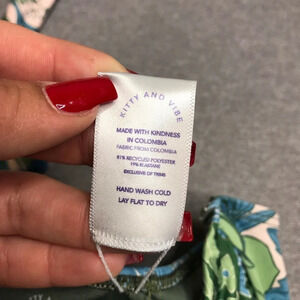 KITTY AND VIBE
MADE WITH KINDNESS
IN COLOMBIA
FABRIC FROM COLOMBIA
81% RECYCLED POLYESTER
19% ELASTANE
EXCLUSIVE OF TRIMS
HAND WASH COLD
LAY FLAT TO DRY